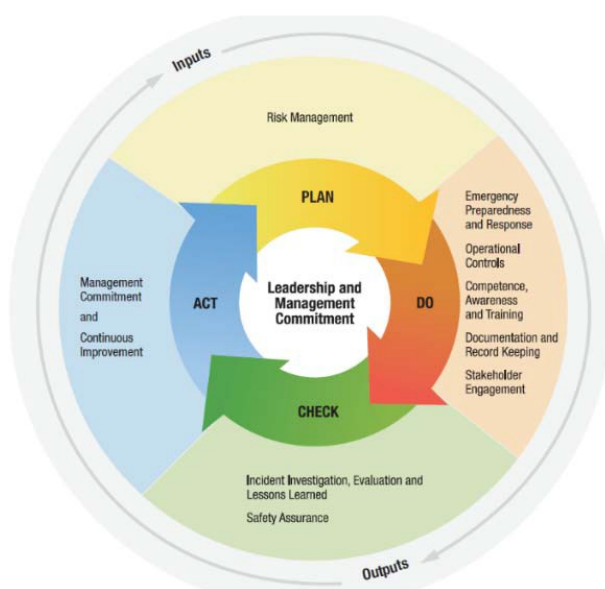 Inputs
Risk Management
PLAN
Emergency
Preparedness
and Response
Operational
Controls
Competence,
Awareness
and Training
Documentation and
Record Keeping
Stakeholder
Engagement
DO
Leadership and
Management
Commitment
ACT
Management
Commitment
and
Continuous
Improvement
CHECK
Incident Investigation, Evaluation and
Lessons Learned
Safety Assurance
Outputs